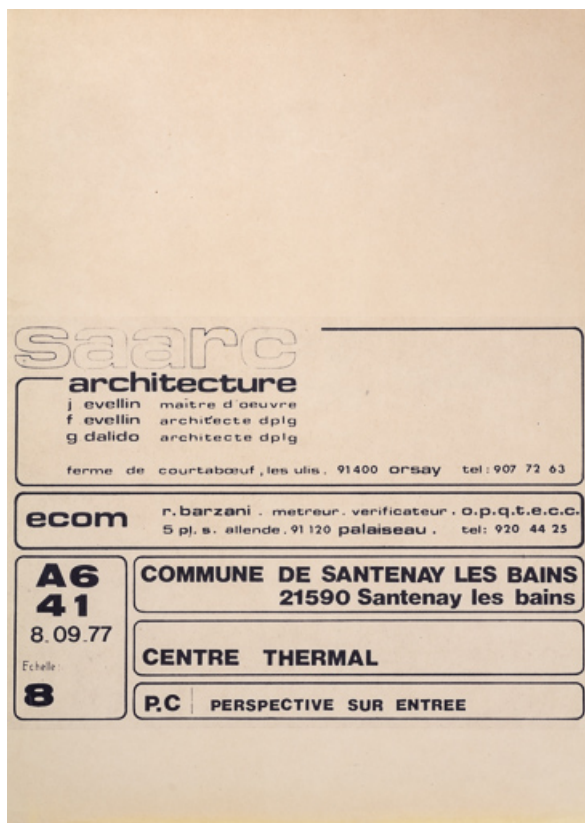 saarc
architecture
j evellin maitre d'oeuvre
f evellin architecte dplg
g dalido architecte dplg
ferme de courtabœuf, les ulis. 91400 orsay tel: 907 72 63
ecom
r. barzani. metreur. verificateur. o.p.q.t.e.c.c.
5 pl. s. allende. 91 120 palaiseau. tel: 920 44 25
A6
41
8.09.77
Echelle:
8
COMMUNE DE SANTENAY LES BAINS
21590 Santenay les bains
CENTRE THERMAL
P.C PERSPECTIVE SUR ENTREE